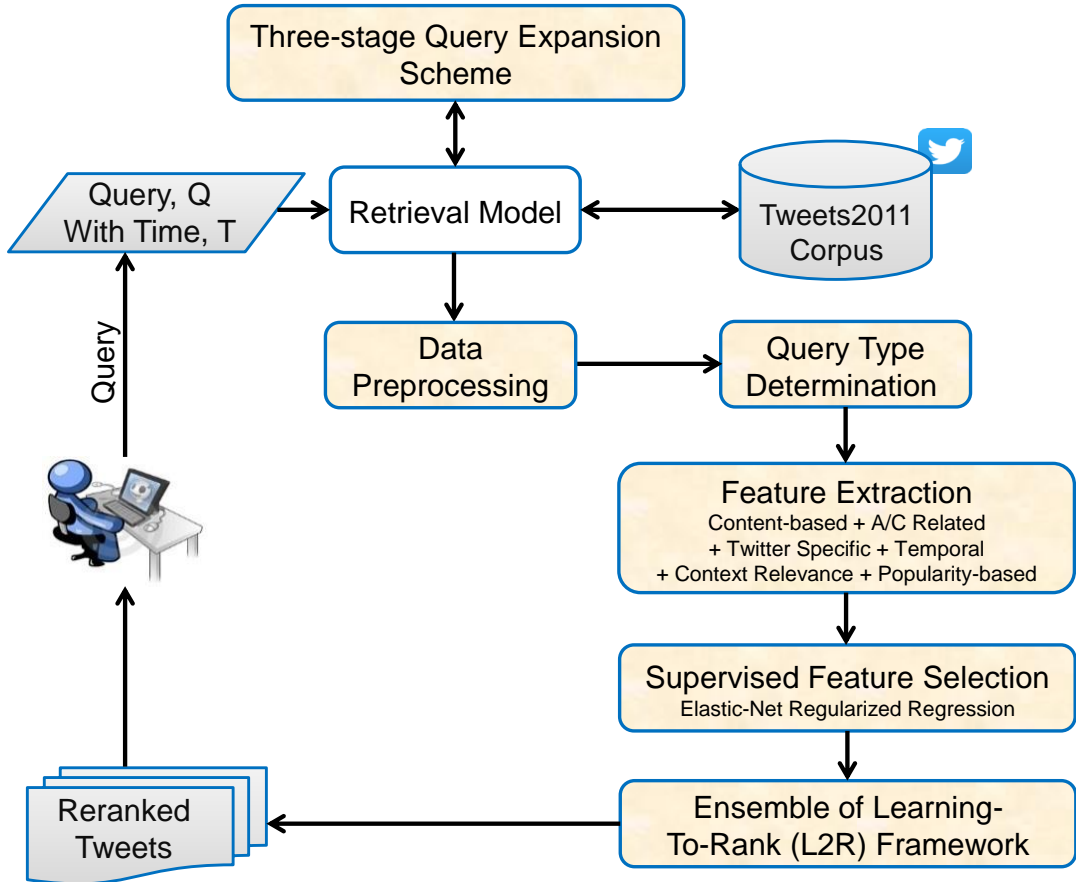 Three-stage Query Expansion
Scheme
Query, Q
With Time, T
Retrieval Model
Tweets2011
Corpus
Query
Data
Preprocessing
Query Type
Determination
Feature Extraction
Content-based + A/C Related
+ Twitter Specific + Temporal
+ Context Relevance + Popularity-based
Supervised Feature Selection
Elastic-Net Regularized Regression
Ensemble of Learning-
To-Rank (L2R) Framework
Reranked
Tweets